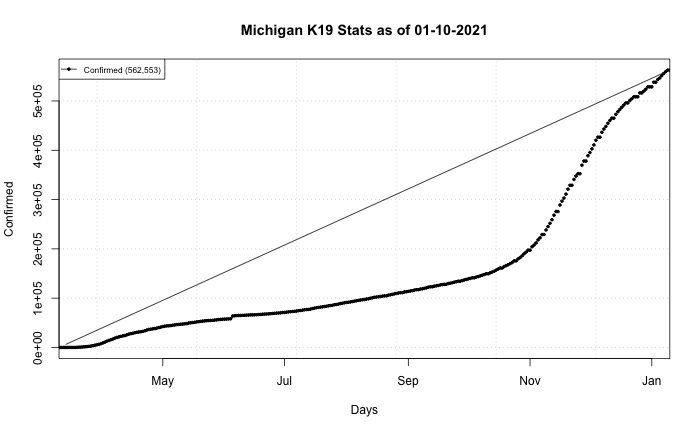 Michigan K19 Stats as of 01-10-2021
Confirmed (562,553)
5e+05
4e+05
3e+05
2e+05
1e+05
0e+00
Confirmed
May Jul Sep Nov Jan
Days